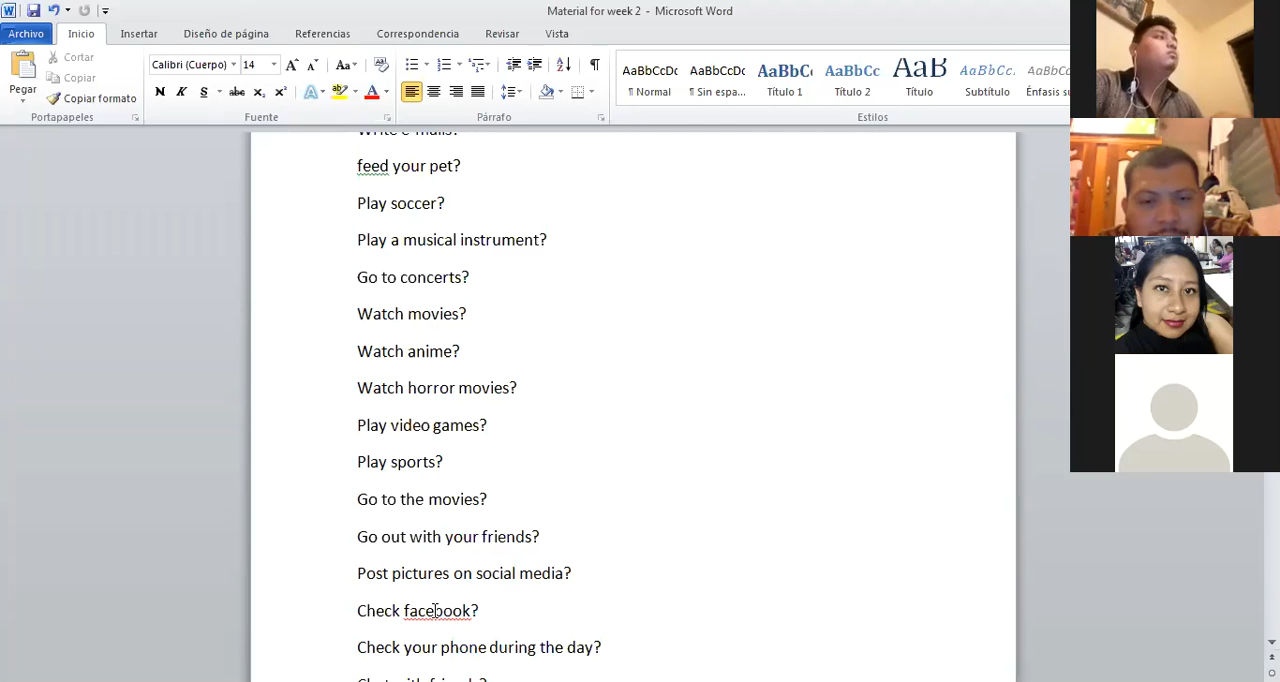 Material for week 2 - Microsoft Word
Archivo Inicio Insertar Diseño de página Referencias Correspondencia Revisar Vista
Pegar
Cortar
Copiar
Copiar formato
Portapapeles
Calibri (Cuerpo) 14
Fuente
Párrafo
AaBbCcDc AaBbCcDc AaBbC AaBbCc AaB AaBbCc. AaBbCcD
¶ Normal ¶ Sin espa... Título 1 Título 2 Título Subtítulo Énfasis
Estilos
Write e-mails?
feed your pet?
Play soccer?
Play a musical instrument?
Go to concerts?
Watch movies?
Watch anime?
Watch horror movies?
Play video games?
Play sports?
Go to the movies?
Go out with your friends?
Post pictures on social media?
Check facebook?
Check your phone during the day?